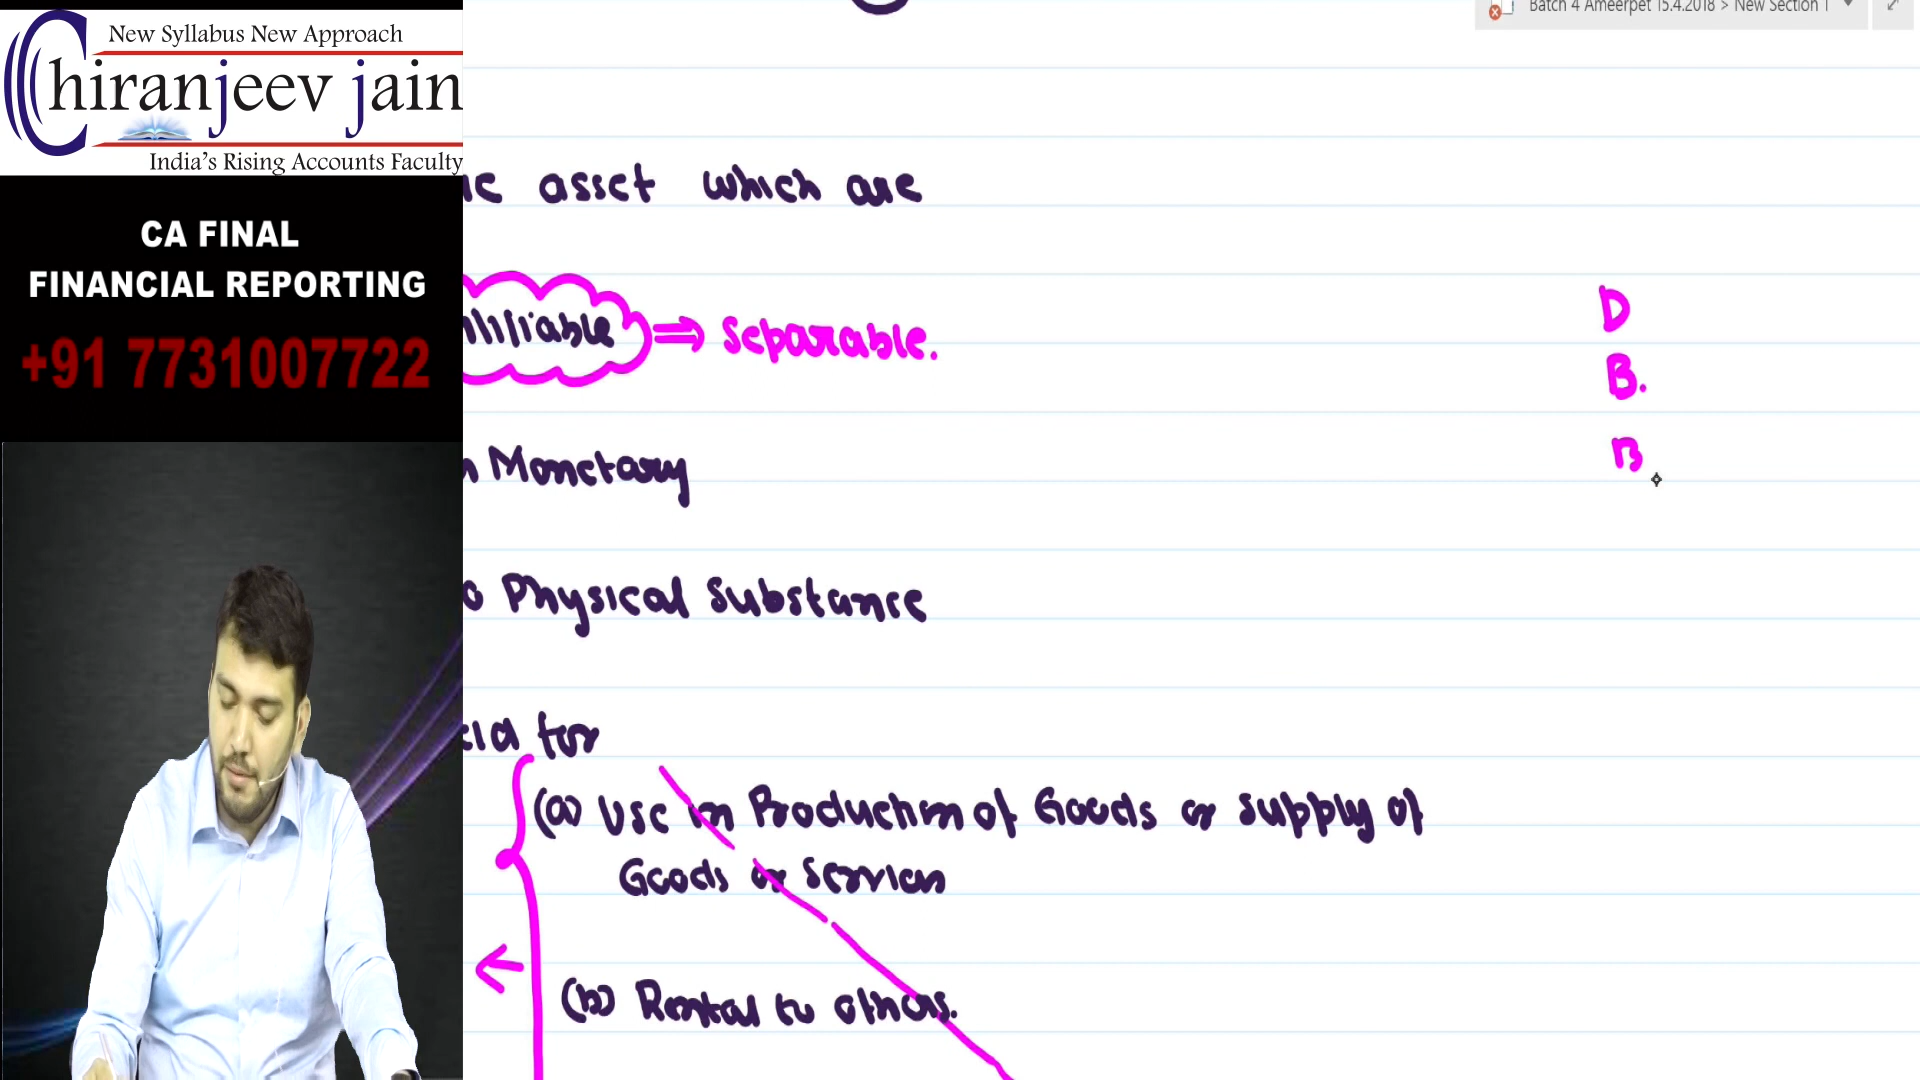 New Syllabus New Approach
Chiranjeev jain
India's Rising Accounts Faculty
CA FINAL
FINANCIAL REPORTING
+91 7731007722
Batch 4 Ameerpet 15.4.2018 > New Section 1
asset which are
⇒ Separable.
D
B.
Monetary
Physical Substance
for
(a) Use in Production of Goods or Supply of
Goods or Services
(b) Rental to others.